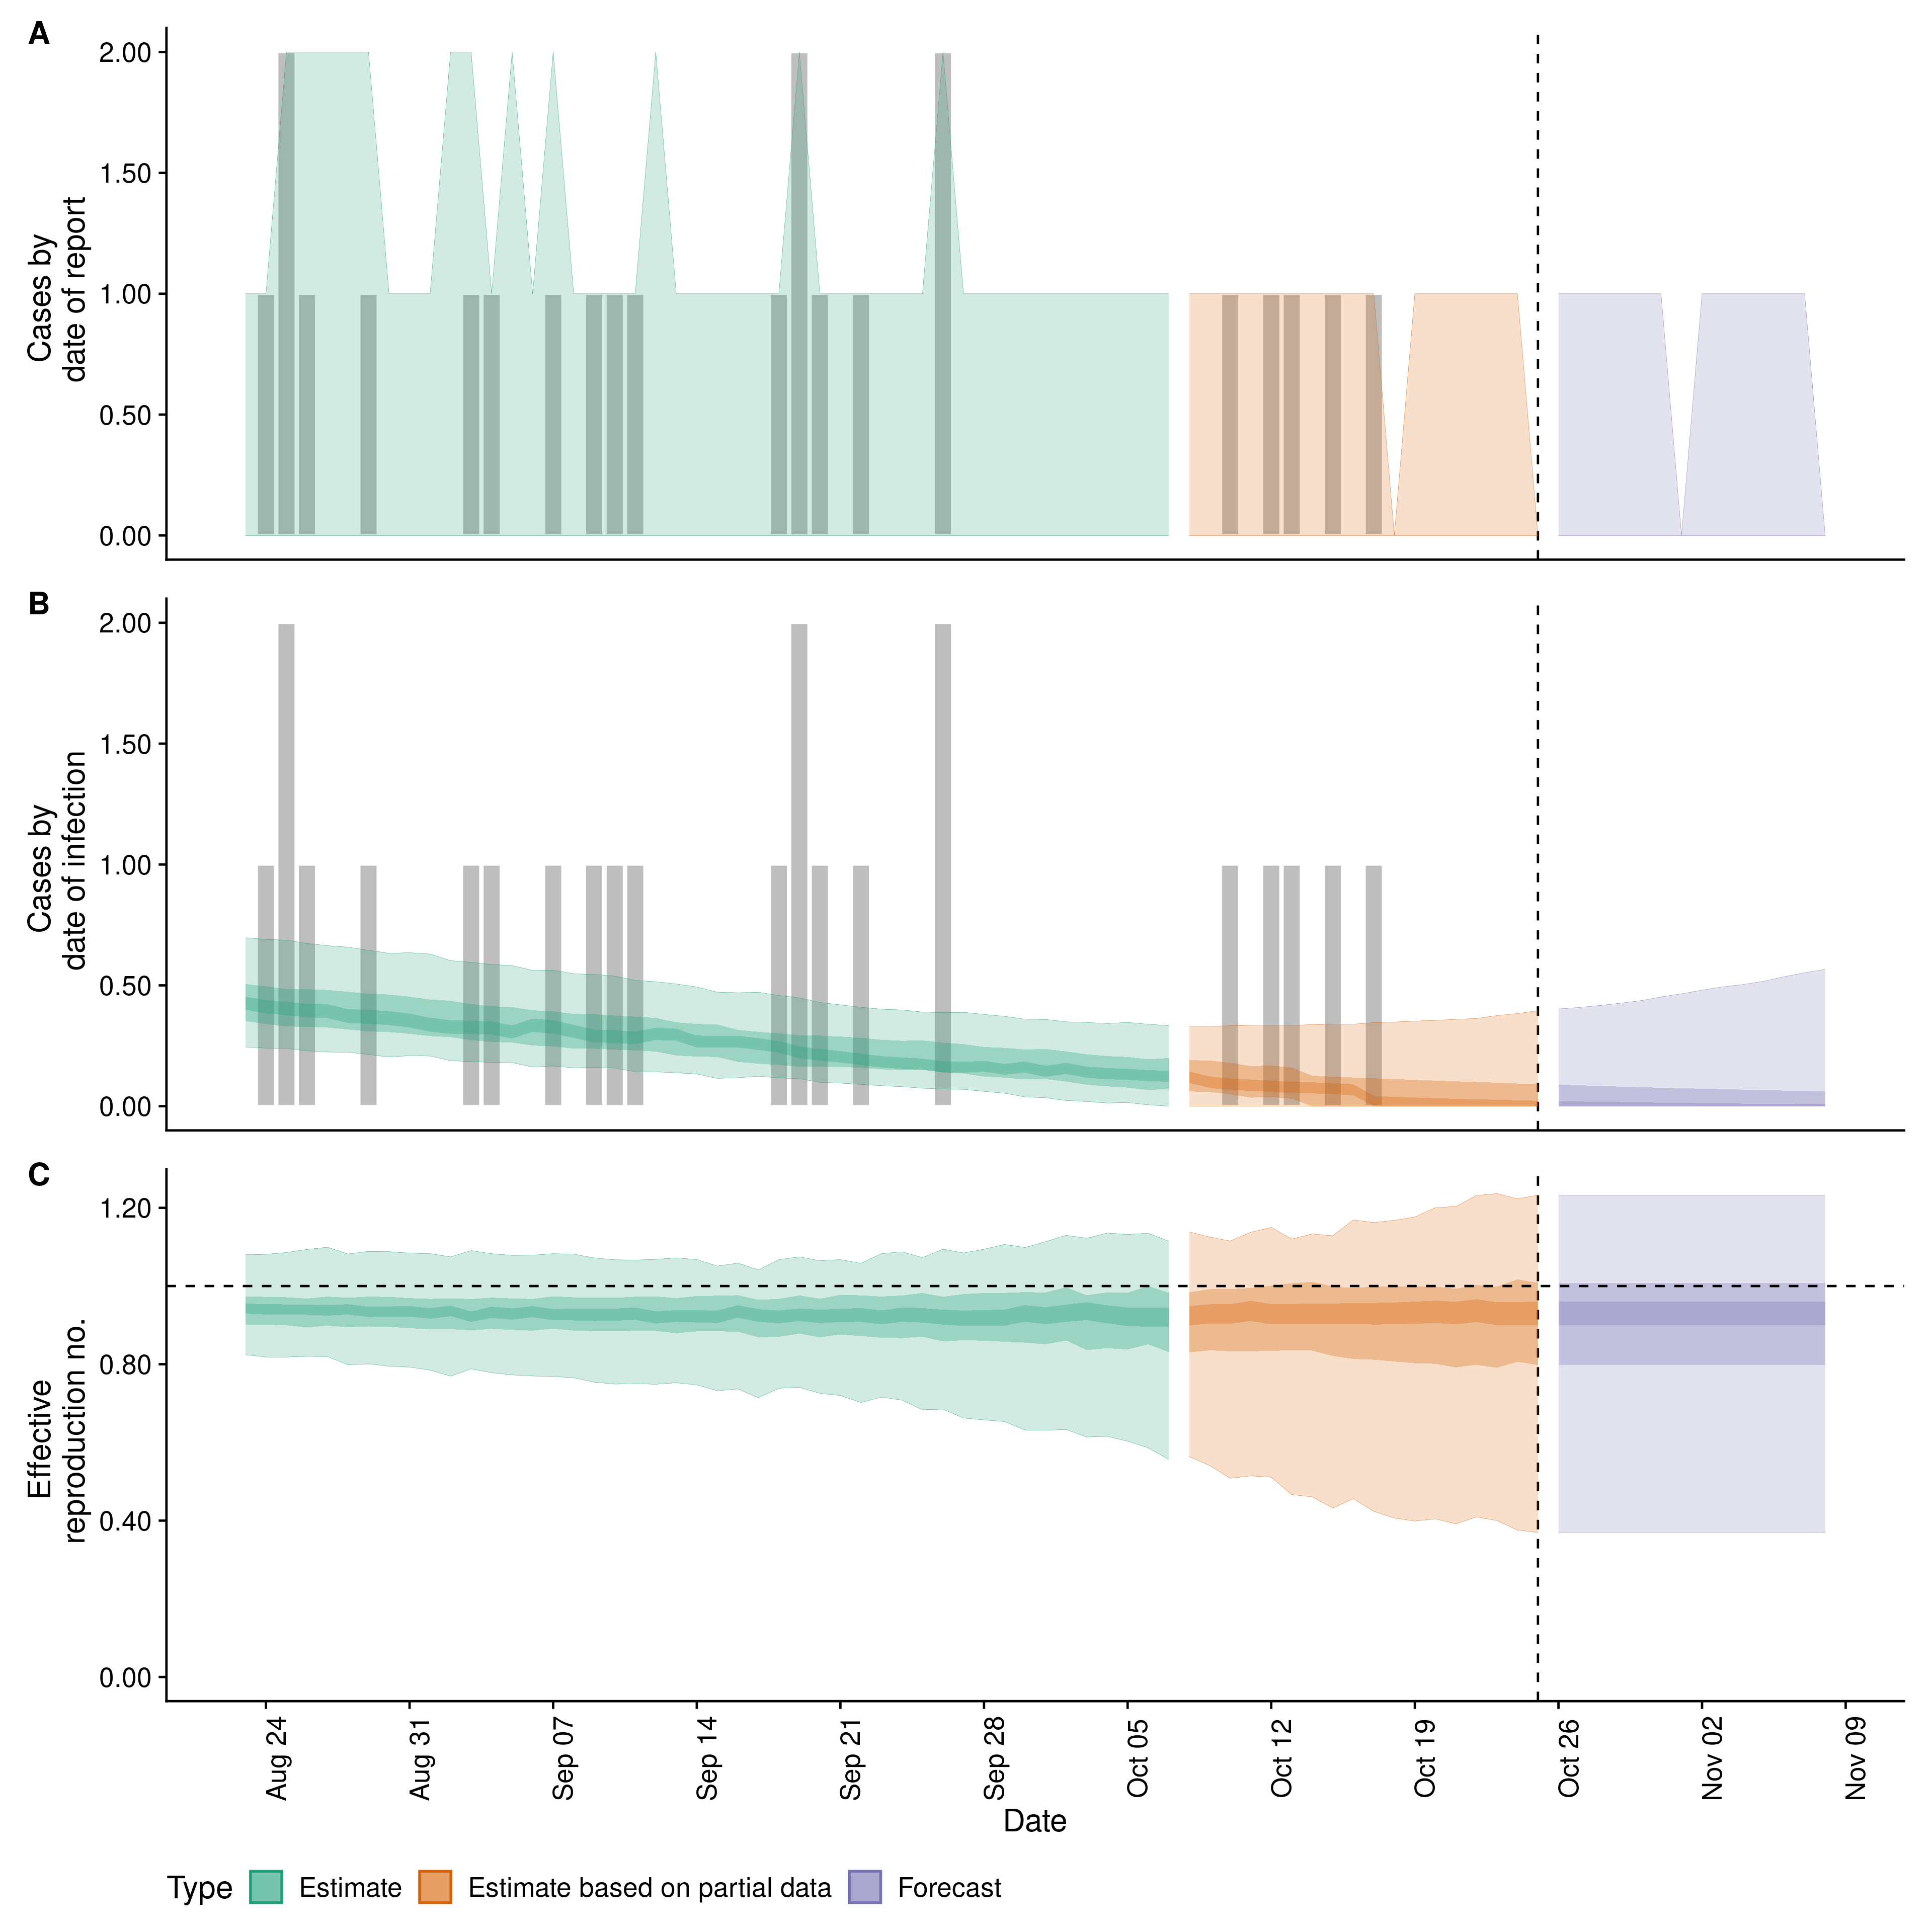 A
Cases by
date of report
2.00
1.50
1.00
0.50
0.00
B
Cases by
date of infection
2.00
1.50
1.00
0.50
0.00
C
Effective
reproduction no.
1.20
0.80
0.40
0.00
Aug 24
Aug 31
Sep 07
Sep 14
Sep 21
Sep 28
Oct 05
Oct 12
Oct 19
Oct 26
Nov 02
Nov 09
Date
Type Estimate Estimate based on partial data Forecast